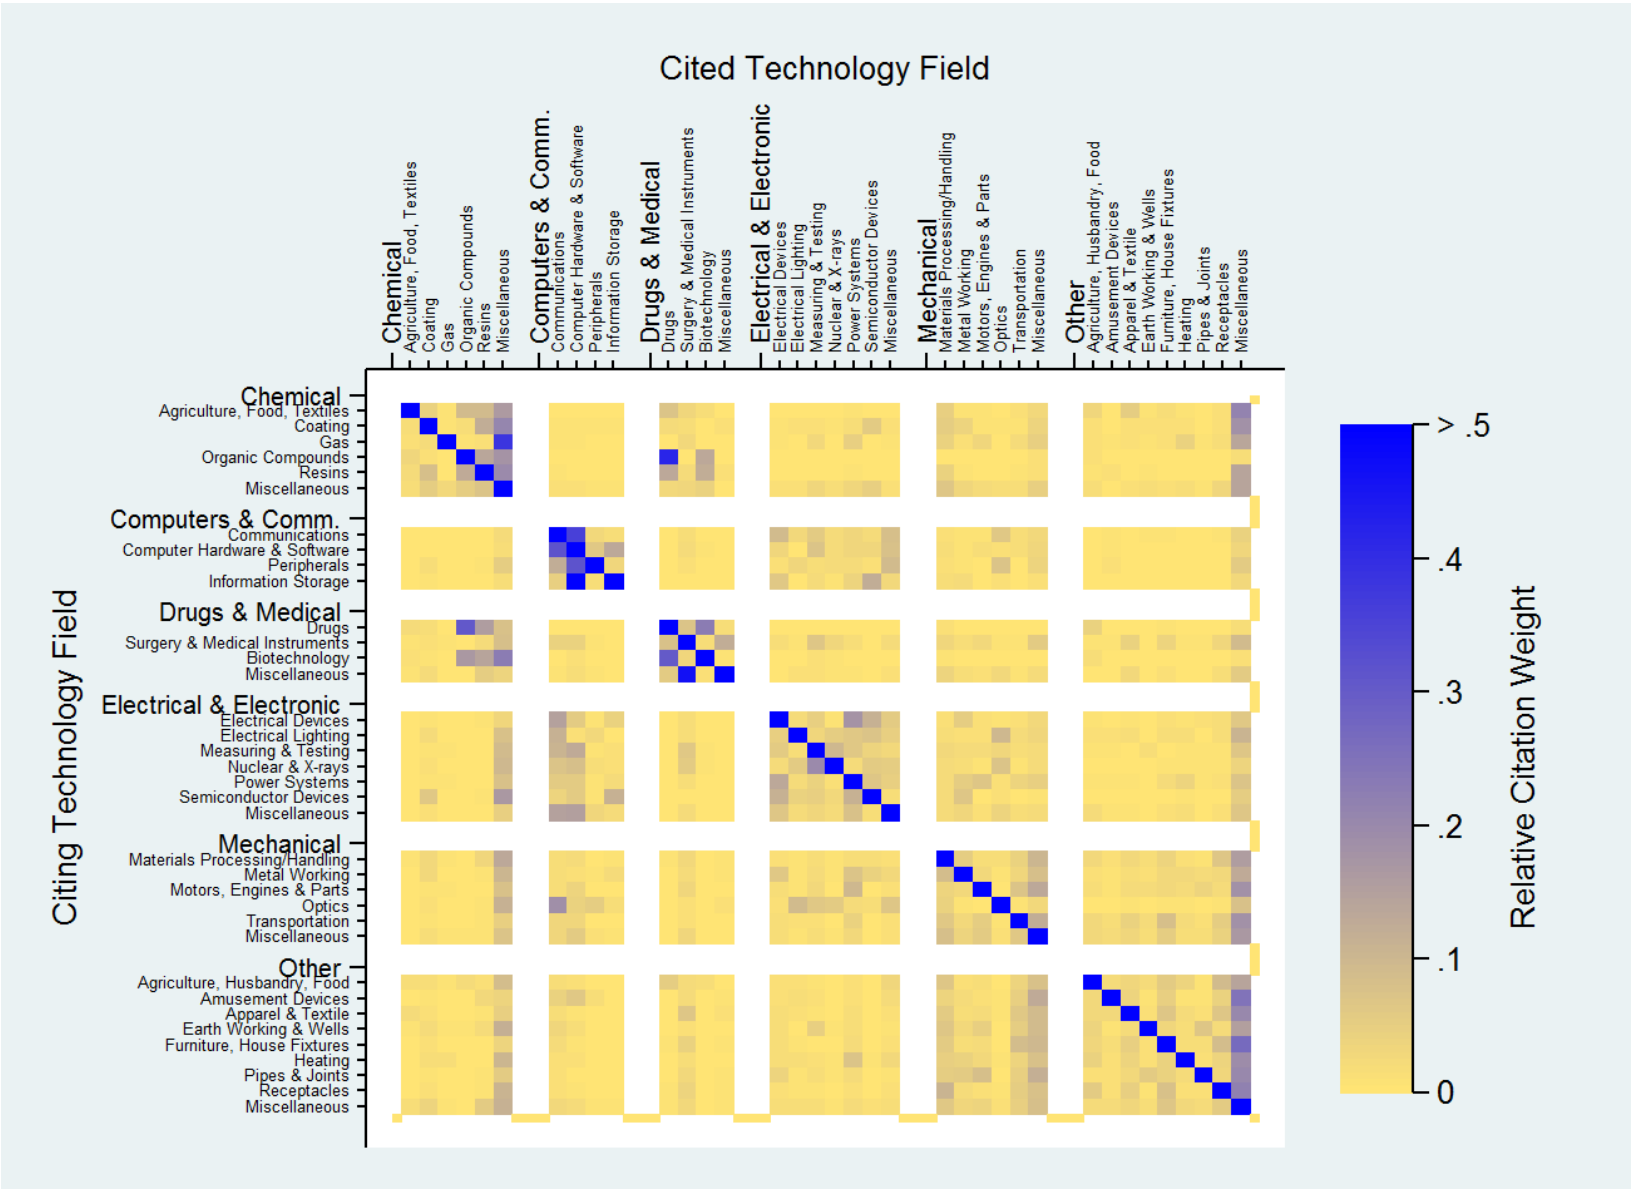 Cited Technology Field
Chemical
Agriculture, Food, Textiles
Coating
Gas
Organic Compounds
Resins
Miscellaneous
Computers & Comm.
Communications
Computer Hardware & Software
Peripherals
Information Storage
Drugs & Medical
Drugs
Surgery & Medical Instruments
Biotechnology
Miscellaneous
Electrical & Electronic
Electrical Devices
Electrical Lighting
Measuring & Testing
Nuclear & X-rays
Power Systems
Semiconductor Devices
Miscellaneous
Mechanical
Materials Processing/Handling
Metal Working
Motors, Engines & Parts
Optics
Transportation
Miscellaneous
Other
Agriculture, Husbandry, Food
Amusement Devices
Apparel & Textile
Earth Working & Wells
Furniture, House Fixtures
Heating
Pipes & Joints
Receptacles
Miscellaneous
Citing Technology Field
Chemical
Agriculture, Food, Textiles
Coating
Gas
Organic Compounds
Resins
Miscellaneous
Computers & Comm.
Communications
Computer Hardware & Software
Peripherals
Information Storage
Drugs & Medical
Drugs
Surgery & Medical Instruments
Biotechnology
Miscellaneous
Electrical & Electronic
Electrical Devices
Electrical Lighting
Measuring & Testing
Nuclear & X-rays
Power Systems
Semiconductor Devices
Miscellaneous
Mechanical
Materials Processing/Handling
Metal Working
Motors, Engines & Parts
Optics
Transportation
Miscellaneous
Other
Agriculture, Husbandry, Food
Amusement Devices
Apparel & Textile
Earth Working & Wells
Furniture, House Fixtures
Heating
Pipes & Joints
Receptacles
Miscellaneous
> .5
.4
.3
.2
.1
0
Relative Citation Weight